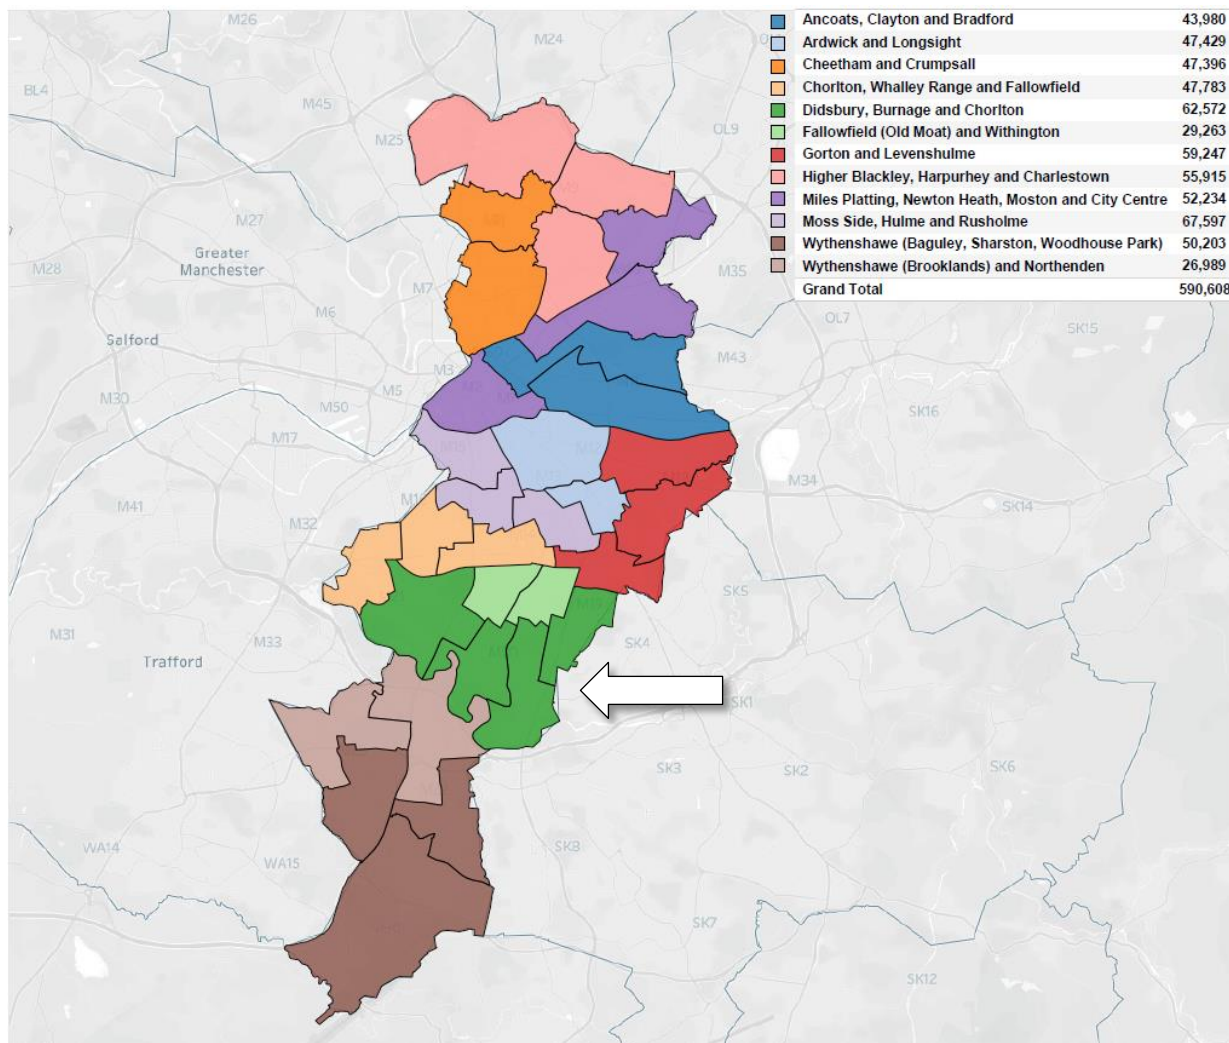 Ancoats, Clayton and Bradford 43,980
Ardwick and Longsight 47,429
Cheetham and Crumpsall 47,396
Chorlton, Whalley Range and Fallowfield 47,783
Didsbury, Burnage and Chorlton 62,572
Fallowfield (Old Moat) and Withington 29,263
Gorton and Levenshulme 59,247
Higher Blackley, Harpurhey and Charlestown 55,915
Miles Platting, Newton Heath, Moston and City Centre 52,234
Moss Side, Hulme and Rusholme 67,597
Wythenshawe (Baguley, Sharston, Woodhouse Park) 50,203
Wythenshawe (Brooklands) and Northenden 26,989
Grand Total 590,608
M26
M24
BL4
M45
M25
OL9
M27
Greater
Manchester
M28
M35
M7
M6
OL7
SK15
Salford
M43
M3
M5
M30
M50
SK16
M17
M34
M41
SK14
M32
SK5
M31
M33
SK4
Trafford
SK1
SK3
SK2
SK6
WA14
WA15
SK8
SK7
SK12